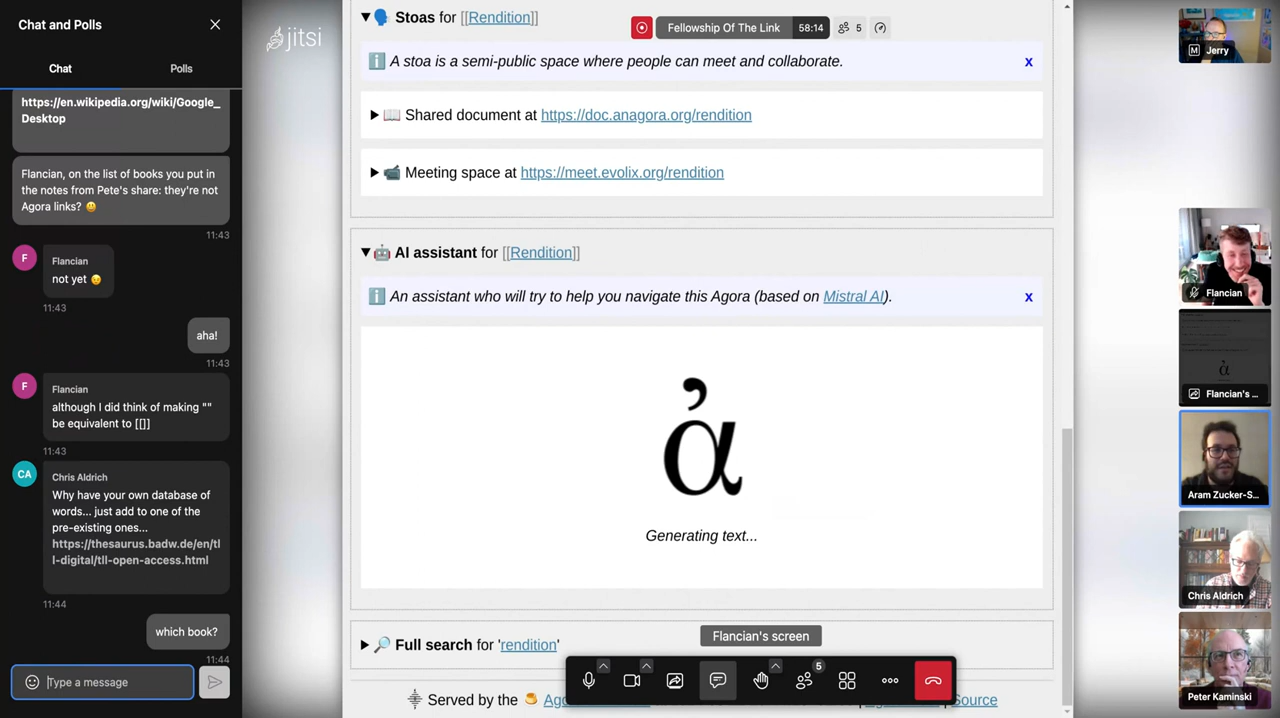 Chat and Polls
Chat
Polls
https://en.wikipedia.org/wiki/Google_
Desktop
Flancian, on the list of books you put in
the notes from Pete's share: they're not
Agora links? 😀
11:43
F
Flancian
not yet 😉
11:43
aha!
11:43
F
Flancian
although I did think of making ""
be equivalent to [[]]
11:43
CA
Chris Aldrich
Why have your own database of
words... just add to one of the
pre-existing ones...
https://thesaurus.badw.de/en/tl
l-digital/tll-open-access.html
11:44
which book?
11:44
Type a message
jitsi
Fellowship Of The Link
58:14
5
▼🗣 Stoas for [[Rendition]]
ℹ A stoa is a semi-public space where people can meet and collaborate.
x
▶ 📖 Shared document at https://doc.anagora.org/rendition
▶ 📹 Meeting space at https://meet.evolix.org/rendition
▼🤖 AI assistant for [[Rendition]]
ℹ An assistant who will try to help you navigate this Agora (based on Mistral AI).
x
ἀ
Generating text...
▶ 🔎 Full search for 'rendition'
Flancian's screen
5
Served by the
Source
M Jerry
Flancian
Flancian's ...
Aram Zucker-S...
Chris Aldrich
Peter Kaminski